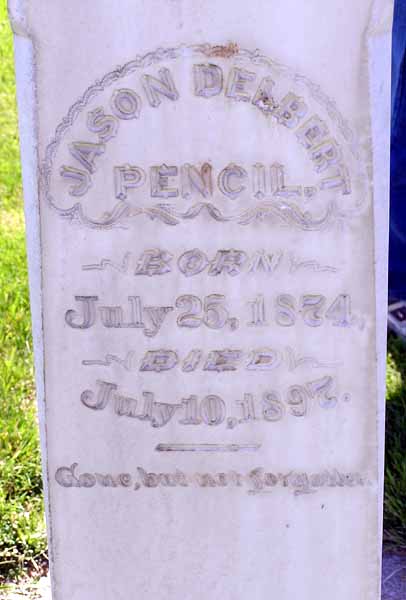 JASON DELBERT
PENCIL.
BORN
July 25, 1874.
DIED
July 10, 1897.
Gone, but not forgotten.